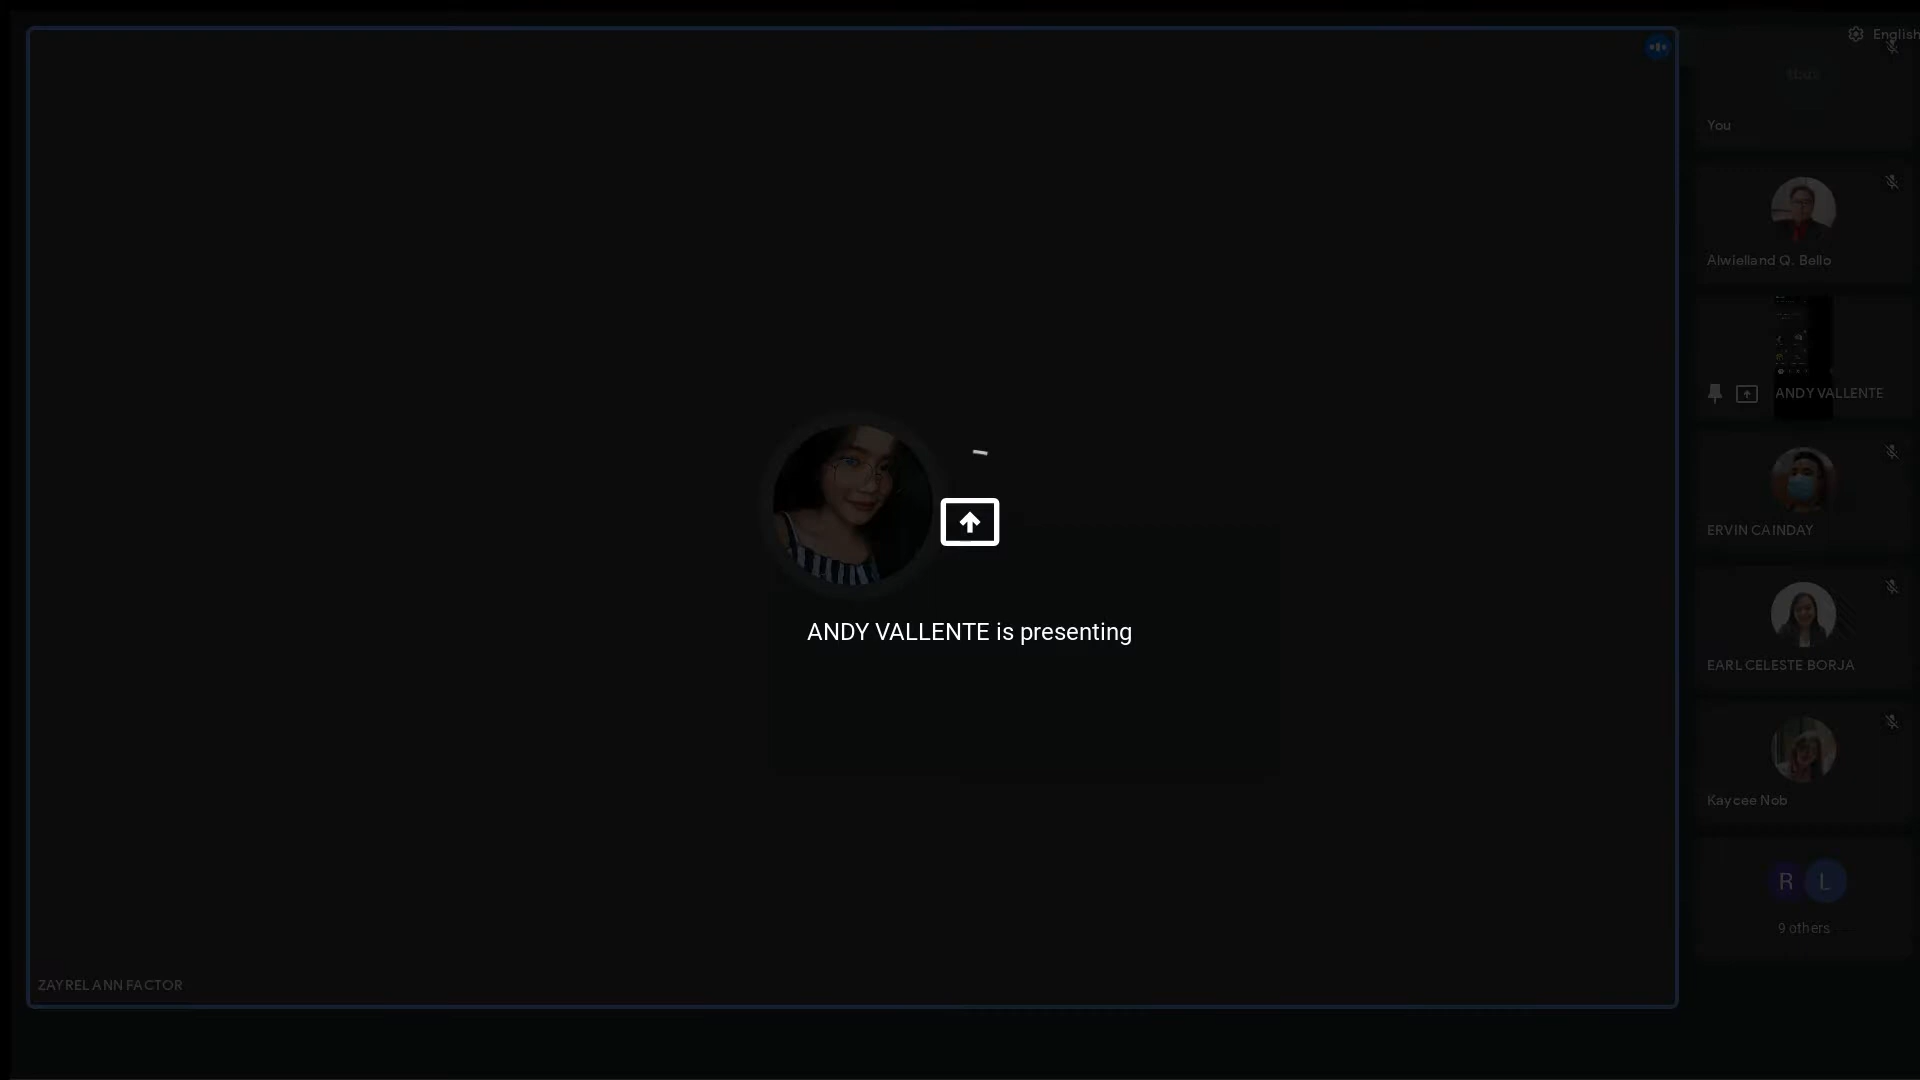 English
You
Alwielland Q. Bello
ANDY VALLENTE
ERVIN CAINDAY
ANDY VALLENTE is presenting
EARL CELESTE BORJA
Kaycee Nob
R L
9 others
ZAYREL ANN FACTOR